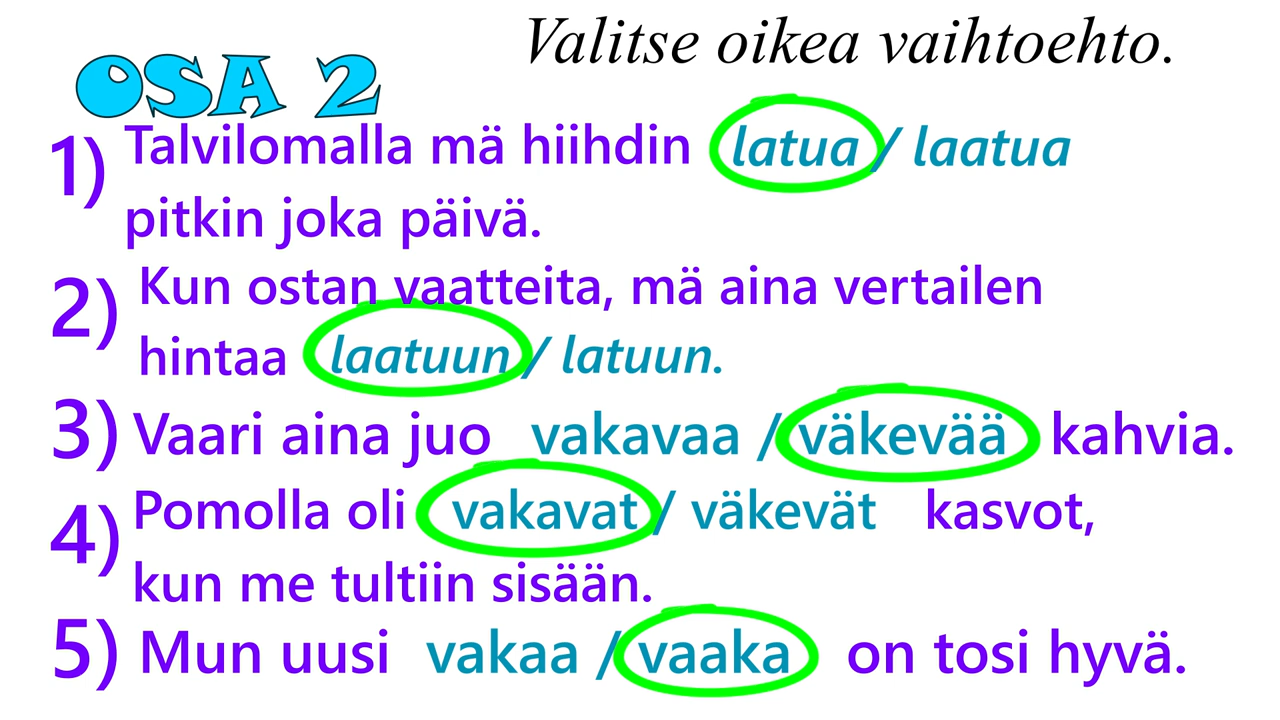 Valitse oikea vaihtoehto.
OSA 2
1) Talvilomalla mä hiihdin latua / laatua
pitkin joka päivä.
2) Kun ostan vaatteita, mä aina vertailen
hintaa laatuun / latuun.
3) Vaari aina juo vakavaa / väkevää kahvia.
4) Pomolla oli vakavat / väkevät kasvot,
kun me tultiin sisään.
5) Mun uusi vakaa / vaaka on tosi hyvä.